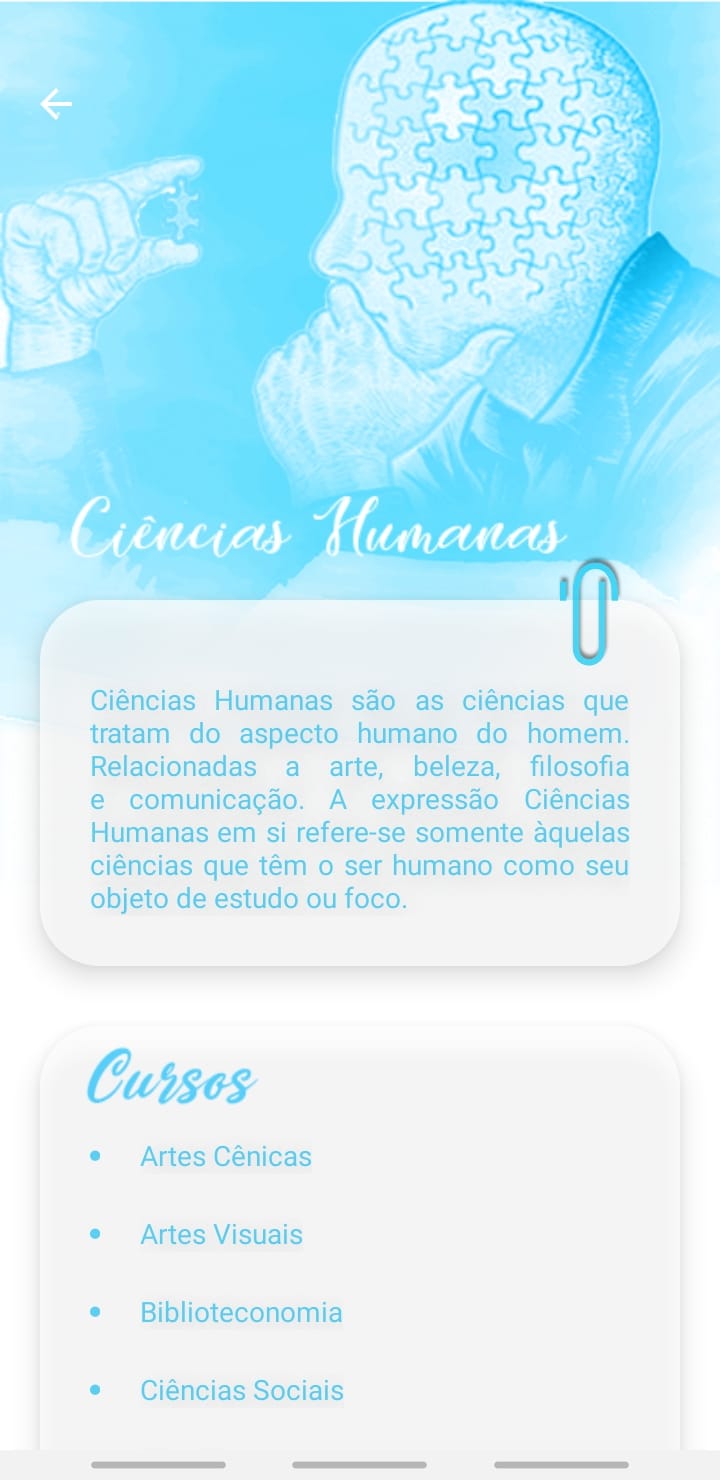 Ciências Humanas
Ciências Humanas são as ciências que
tratam do aspecto humano do homem.
Relacionadas a arte, beleza, filosofia
e comunicação. A expressão Ciências
Humanas em si refere-se somente àquelas
ciências que têm o ser humano como seu
objeto de estudo ou foco.
Cursos
• Artes Cênicas
• Artes Visuais
• Biblioteconomia
• Ciências Sociais